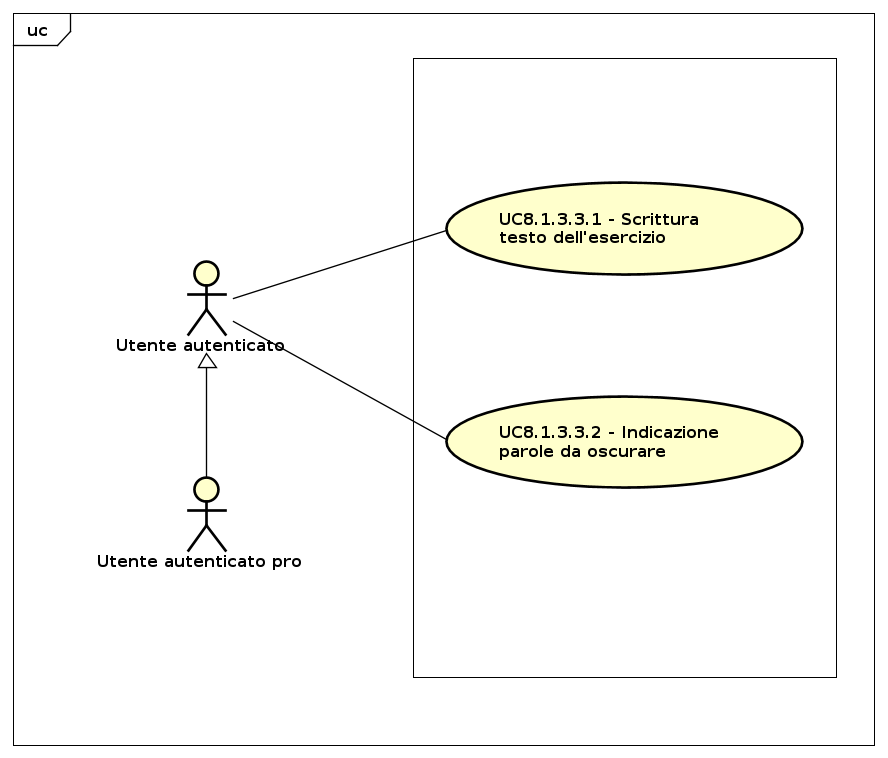 uc
UC8.1.3.3.1 - Scrittura
testo dell'esercizio
Utente autenticato
UC8.1.3.3.2 - Indicazione
parole da oscurare
Utente autenticato pro